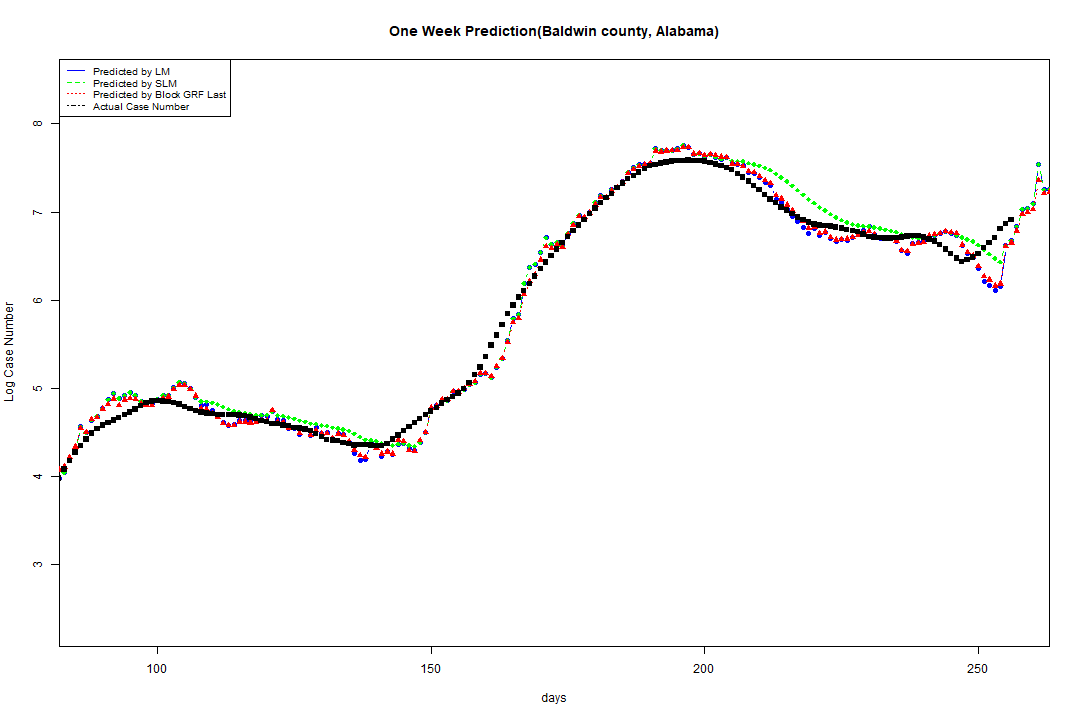 One Week Prediction(Baldwin county, Alabama)
Predicted by LM
Predicted by SLM
Predicted by Block GRF Last
Actual Case Number
8
7
6
5
4
3
Log Case Number
100 150 200 250
days